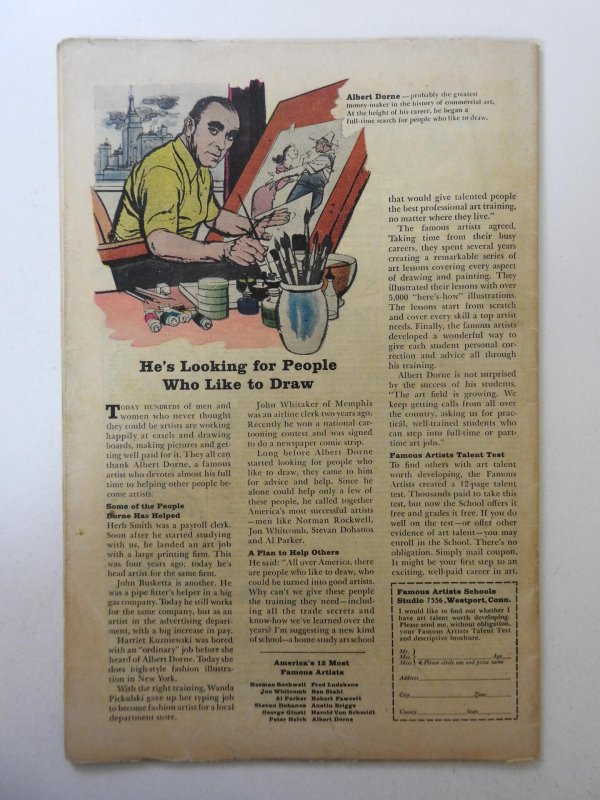 Albert Dorne — probably the greatest
money-maker in the history of commercial art.
At the height of his career, he began a
full-time search for people who like to draw.
He's Looking for People
Who Like to Draw
TODAY HUNDREDS of men and
women who never thought
they could be artists are working
happily at easels and drawing
boards, making pictures and get-
ting well paid for it. They all can
thank Albert Dorne, a famous
artist who devotes almost his full
time to helping other people be-
come artists.
Some of the People
Dorne Has Helped
Herb Smith was a payroll clerk.
Soon after he started studying
with us, he landed an art job
with a large printing firm. This
was four years ago; today he's
head artist for the same firm.
John Busketta is another. He
was a pipe fitter's helper in a big
gas company. Today he still works
for the same company, but as an
artist in the advertising depart-
ment, with a big increase in pay.
Harriet Kuzniewski was bored
with an "ordinary" job before she
heard of Albert Dorne. Today she
does high-style fashion illustra-
tion in New York.
With the right training, Wanda
Pickulski gave up her typing job
to become fashion artist for a local
department store.
John Whitaker of Memphis
was an airline clerk two years ago.
Recently he won a national car-
tooning contest and was signed
to do a newspaper comic strip.
Long before Albert Dorne
started looking for people who
like to draw, they came to him
for advice and help. Since he
alone could help only a few of
these people, he called together
America's most successful artists
—men like Norman Rockwell,
Jon Whitcomb, Stevan Dohanos
and Al Parker.
A Plan to Help Others
He said: "All over America, there
are people who like to draw, who
could be turned into good artists.
Why can't we give these people
the training they need—includ-
ing all the trade secrets and
know-how we've learned over the
years? I'm suggesting a new kind
of school—a home-study art school
America's 12 Most
Famous Artists
Norman Rockwell Fred Ludekens
Jon Whitcomb Ben Stahl
Al Parker Robert Fawcett
Stevan Dohanos Austin Briggs
George Giusti Harold Von Schmidt
Peter Helck Albert Dorne
that would give talented people
the best professional art training,
no matter where they live."
The famous artists agreed.
Taking time from their busy
careers, they spent several years
creating a remarkable series of
art lessons covering every aspect
of drawing and painting. They
illustrated their lessons with over
5,000 "here's-how" illustrations.
The lessons start from scratch
and cover every skill a top artist
needs. Finally, the famous artists
developed a wonderful way to
give each student personal cor-
rection and advice all through
his training.
Albert Dorne is not surprised
by the success of his students.
"The art field is growing. We
keep getting calls from all over
the country, asking us for prac-
tical, well-trained students who
can step into full-time or part-
time art jobs."
Famous Artists Talent Test
To find others with art talent
worth developing, the Famous
Artists created a 12-page talent
test. Thousands paid to take this
test, but now the School offers it
free and grades it free. If you do
well on the test—or offer other
evidence of art talent—you may
enroll in the School. There's no
obligation. Simply mail coupon.
It might be your first step to an
exciting, well-paid career in art.
Famous Artists Schools
Studio 7556, Westport, Conn.
I would like to find out whether I
have art talent worth developing.
Please send me, without obligation,
your Famous Artists Talent Test
and descriptive brochure.
Mr.
Mrs. Age
Miss Please circle one and print name
Address
City Zone
County State